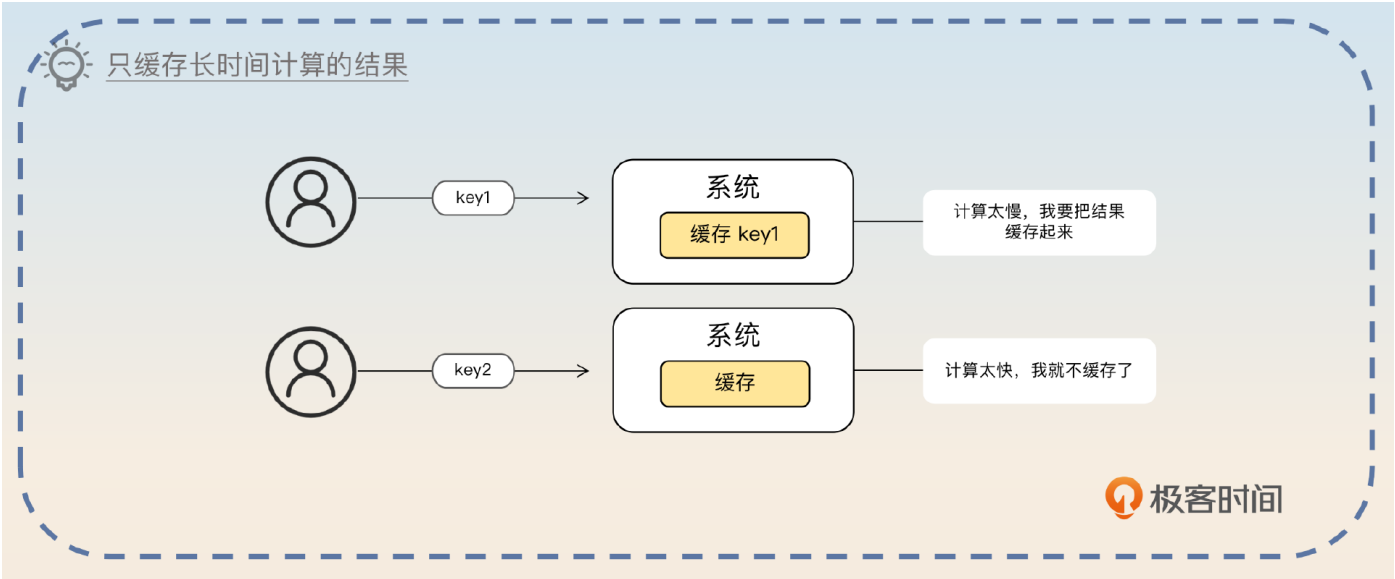 只缓存长时间计算的结果
key1
系统
缓存 key1
计算太慢，我要把结果
缓存起来
key2
系统
缓存
计算太快，我就不缓存了
极客时间